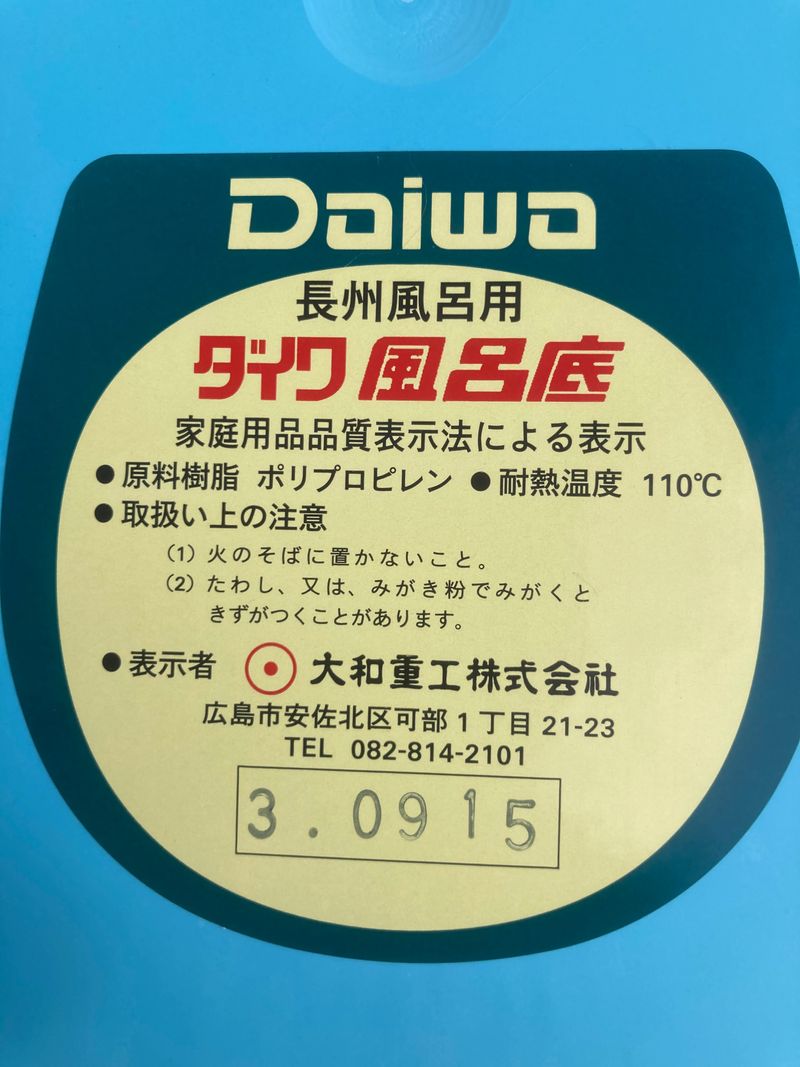 Daiwa
長州風呂用
ダイワ 風呂底
家庭用品品質表示法による表示
●原料樹脂 ポリプロピレン ●耐熱温度 110℃
●取扱い上の注意
(1) 火のそばに置かないこと。
(2) たわし、又は、みがき粉でみがくと
きずがつくことがあります。
●表示者 大和重工株式会社
広島市安佐北区可部1丁目21-23
TEL 082-814-2101
3.0915